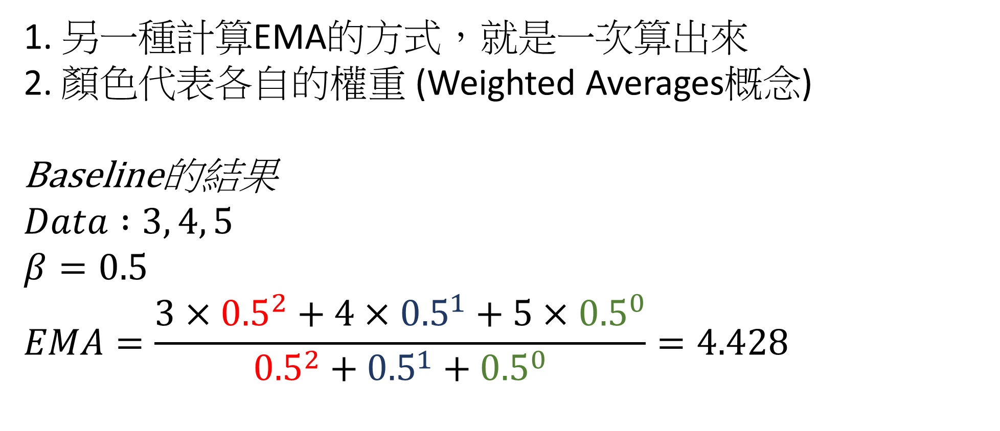 1. 另一種計算EMA的方式，就是一次算出來
2. 顏色代表各自的權重 (Weighted Averages概念)
Baseline的結果
Data：3, 4, 5
β = 0.5
EMA = \frac{3 × 0.5^2 + 4 × 0.5^1 + 5 × 0.5^0}{0.5^2 + 0.5^1 + 0.5^0} = 4.428